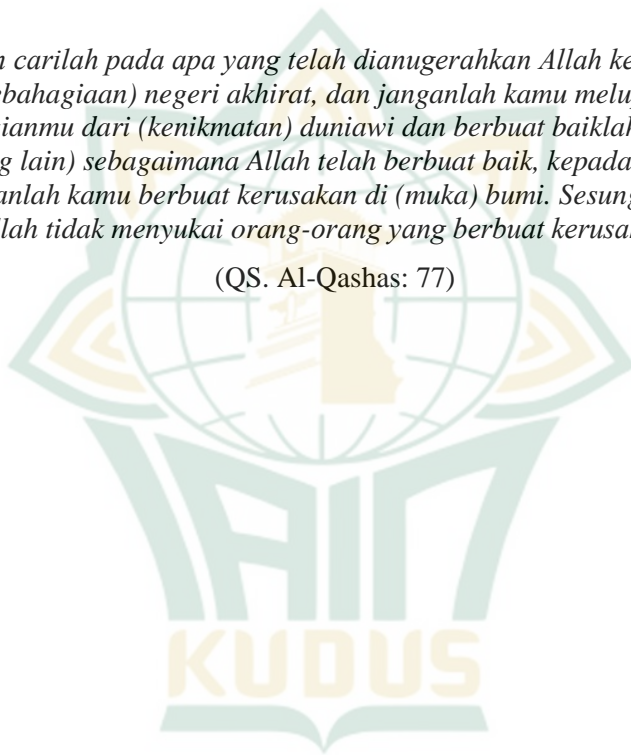 n carilah pada apa yang telah dianugerahkan Allah ke
ebahagiaan) negeri akhirat, dan janganlah kamu melu
ianmu dari (kenikmatan) duniawi dan berbuat baiklah
g lain) sebagaimana Allah telah berbuat baik, kepada
anlah kamu berbuat kerusakan di (muka) bumi. Sesung
llah tidak menyukai orang-orang yang berbuat kerusa
(QS. Al-Qashas: 77)
IAIN
KUDUS